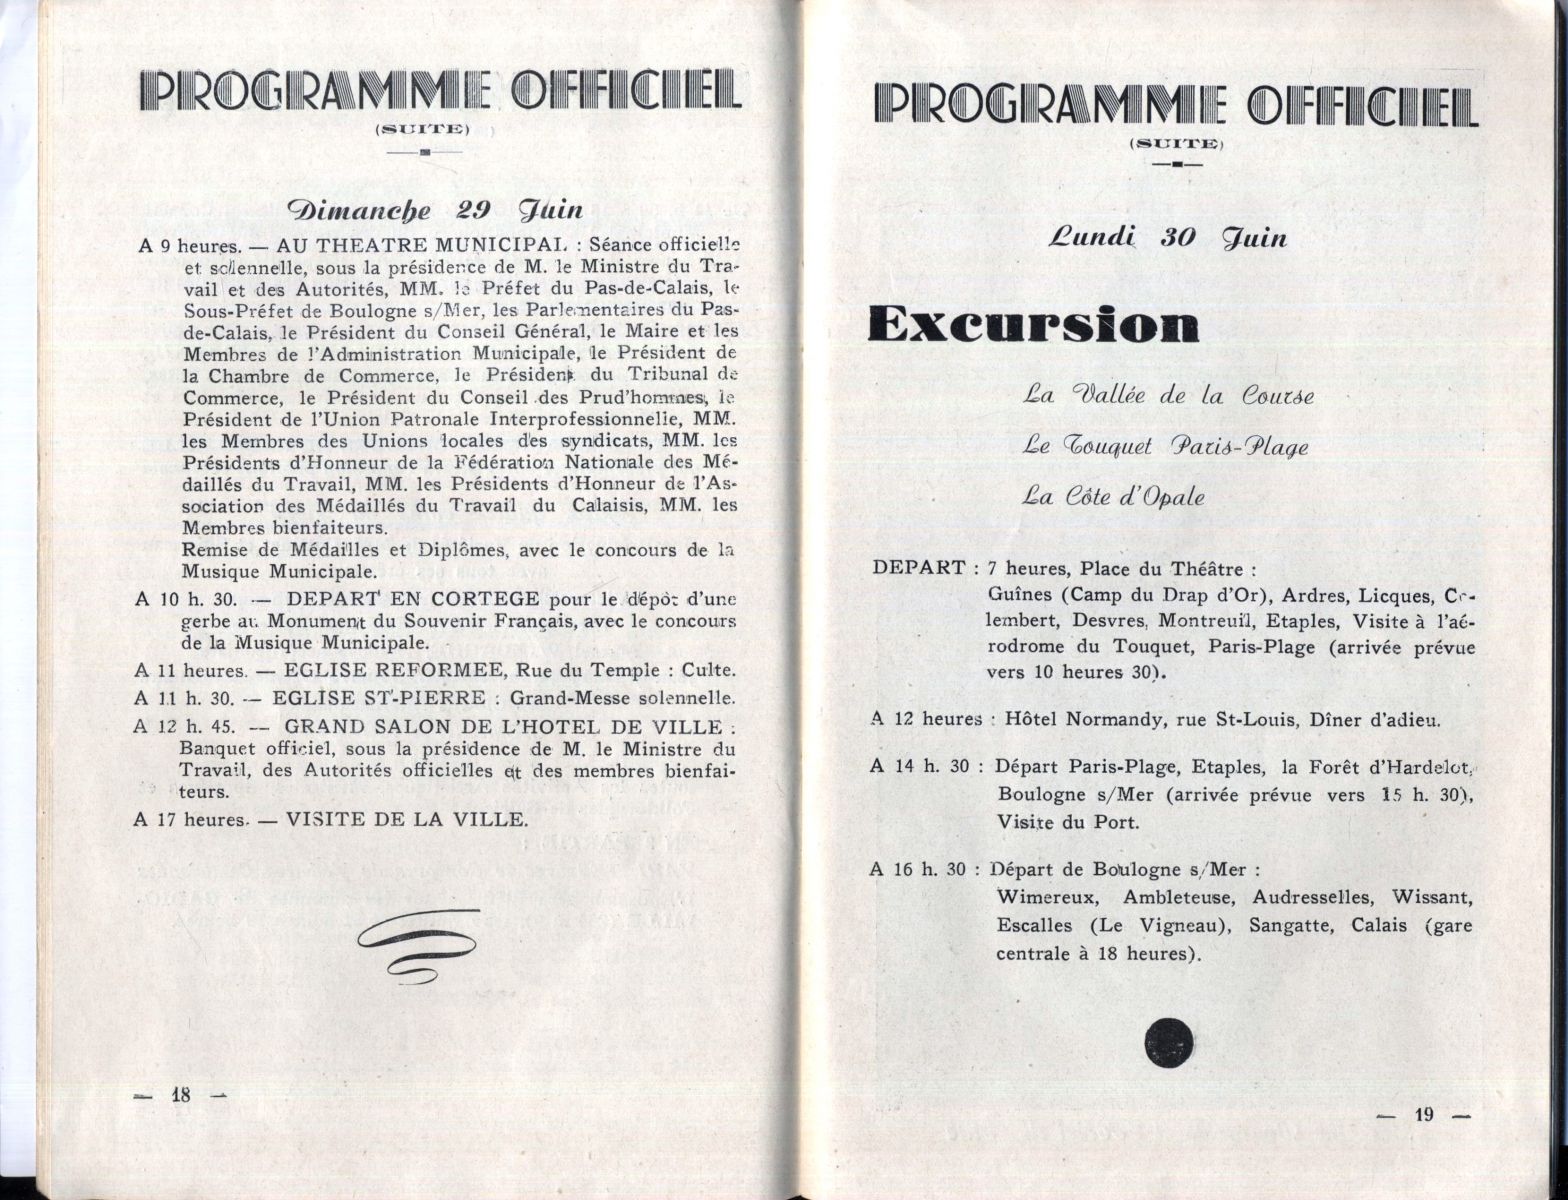 PROGRAMME OFFICIEL
(SUITE)
Dimanche 29 Juin
A 9 heures. — AU THEATRE MUNICIPAL : Séance officielle
et solennelle, sous la présidence de M. le Ministre du Tra-
vail et des Autorités, MM. le Préfet du Pas-de-Calais, le
Sous-Préfet de Boulogne s/Mer, les Parlementaires du Pas-
de-Calais, le Président du Conseil Général, le Maire et les
Membres de l'Administration Municipale, le Président de
la Chambre de Commerce, le Président du Tribunal de
Commerce, le Président du Conseil des Prud'hommes, le
Président de l'Union Patronale Interprofessionnelle, MM.
les Membres des Unions locales des syndicats, MM. les
Présidents d'Honneur de la Fédération Nationale des Mé-
daillés du Travail, MM. les Présidents d'Honneur de l'As-
sociation des Médaillés du Travail du Calaisis, MM. les
Membres bienfaiteurs.
Remise de Médailles et Diplômes, avec le concours de la
Musique Municipale.
A 10 h. 30. — DEPART EN CORTEGE pour le dépôt d'une
gerbe au Monument du Souvenir Français, avec le concours
de la Musique Municipale.
A 11 heures. — EGLISE REFORMEE, Rue du Temple : Culte.
A 11 h. 30. — EGLISE ST-PIERRE : Grand-Messe solennelle.
A 12 h. 45. — GRAND SALON DE L'HOTEL DE VILLE :
Banquet officiel, sous la présidence de M. le Ministre du
Travail, des Autorités officielles et des membres bienfai-
teurs.
A 17 heures. — VISITE DE LA VILLE.
— 18 —
PROGRAMME OFFICIEL
(SUITE)
Lundi 30 Juin
Excursion
La Vallée de la Course
Le Touquet Paris-Plage
La Côte d'Opale
DEPART : 7 heures, Place du Théâtre :
Guînes (Camp du Drap d'Or), Ardres, Licques, Co-
lembert, Desvres, Montreuil, Etaples, Visite à l'aé-
rodrome du Touquet, Paris-Plage (arrivée prévue
vers 10 heures 30).
A 12 heures : Hôtel Normandy, rue St-Louis, Dîner d'adieu.
A 14 h. 30 : Départ Paris-Plage, Etaples, la Forêt d'Hardelot,
Boulogne s/Mer (arrivée prévue vers 15 h. 30),
Visite du Port.
A 16 h. 30 : Départ de Boulogne s/Mer :
Wimereux, Ambleteuse, Audresselles, Wissant,
Escalles (Le Vigneau), Sangatte, Calais (gare
centrale à 18 heures).
— 19 —